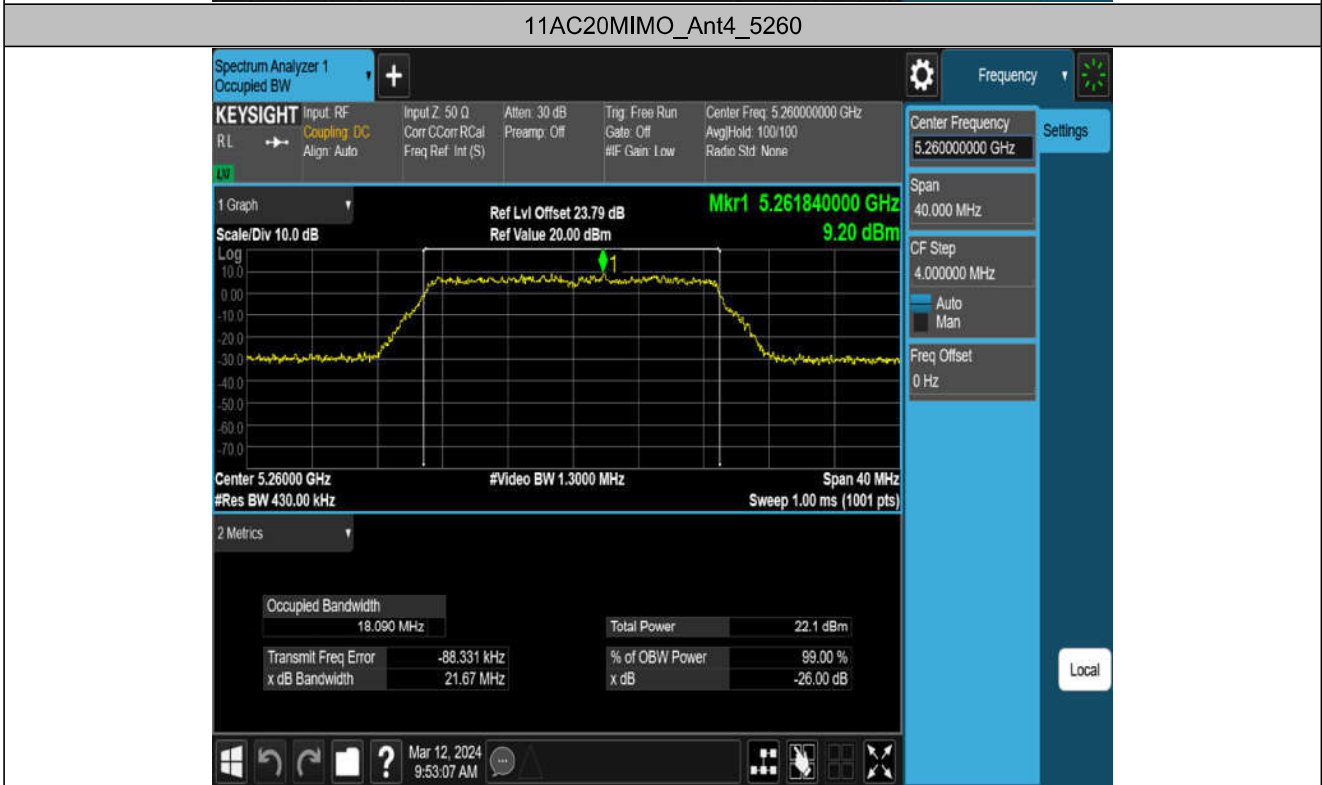 11AC20MIMO_Ant4_5260
Spectrum Analyzer 1
Occupied BW
+
Frequency
KEYSIGHT
RL
LXI
Input: RF
Coupling: DC
Align: Auto
Input Z: 50 Ω
Corr CCorr RCal
Freq Ref: Int (S)
Atten: 30 dB
Preamp: Off
Trig: Free Run
Gate: Off
#IF Gain: Low
Center Freq: 5.260000000 GHz
Avg|Hold: 100/100
Radio Std: None
Center Frequency
5.260000000 GHz
Settings
Span
40.000 MHz
CF Step
4.000000 MHz
Auto
Man
Freq Offset
0 Hz
Local
1 Graph
Scale/Div 10.0 dB
Ref Lvl Offset 23.79 dB
Ref Value 20.00 dBm
Mkr1 5.261840000 GHz
9.20 dBm
Log
10.0
0.00
-10.0
-20.0
-30.0
-40.0
-50.0
-60.0
-70.0
1
Center 5.26000 GHz
#Res BW 430.00 kHz
#Video BW 1.3000 MHz
Span 40 MHz
Sweep 1.00 ms (1001 pts)
2 Metrics
Occupied Bandwidth
18.090 MHz
Total Power 22.1 dBm
Transmit Freq Error -88.331 kHz
% of OBW Power 99.00 %
x dB Bandwidth 21.67 MHz
x dB -26.00 dB
?
Mar 12, 2024
9:53:07 AM